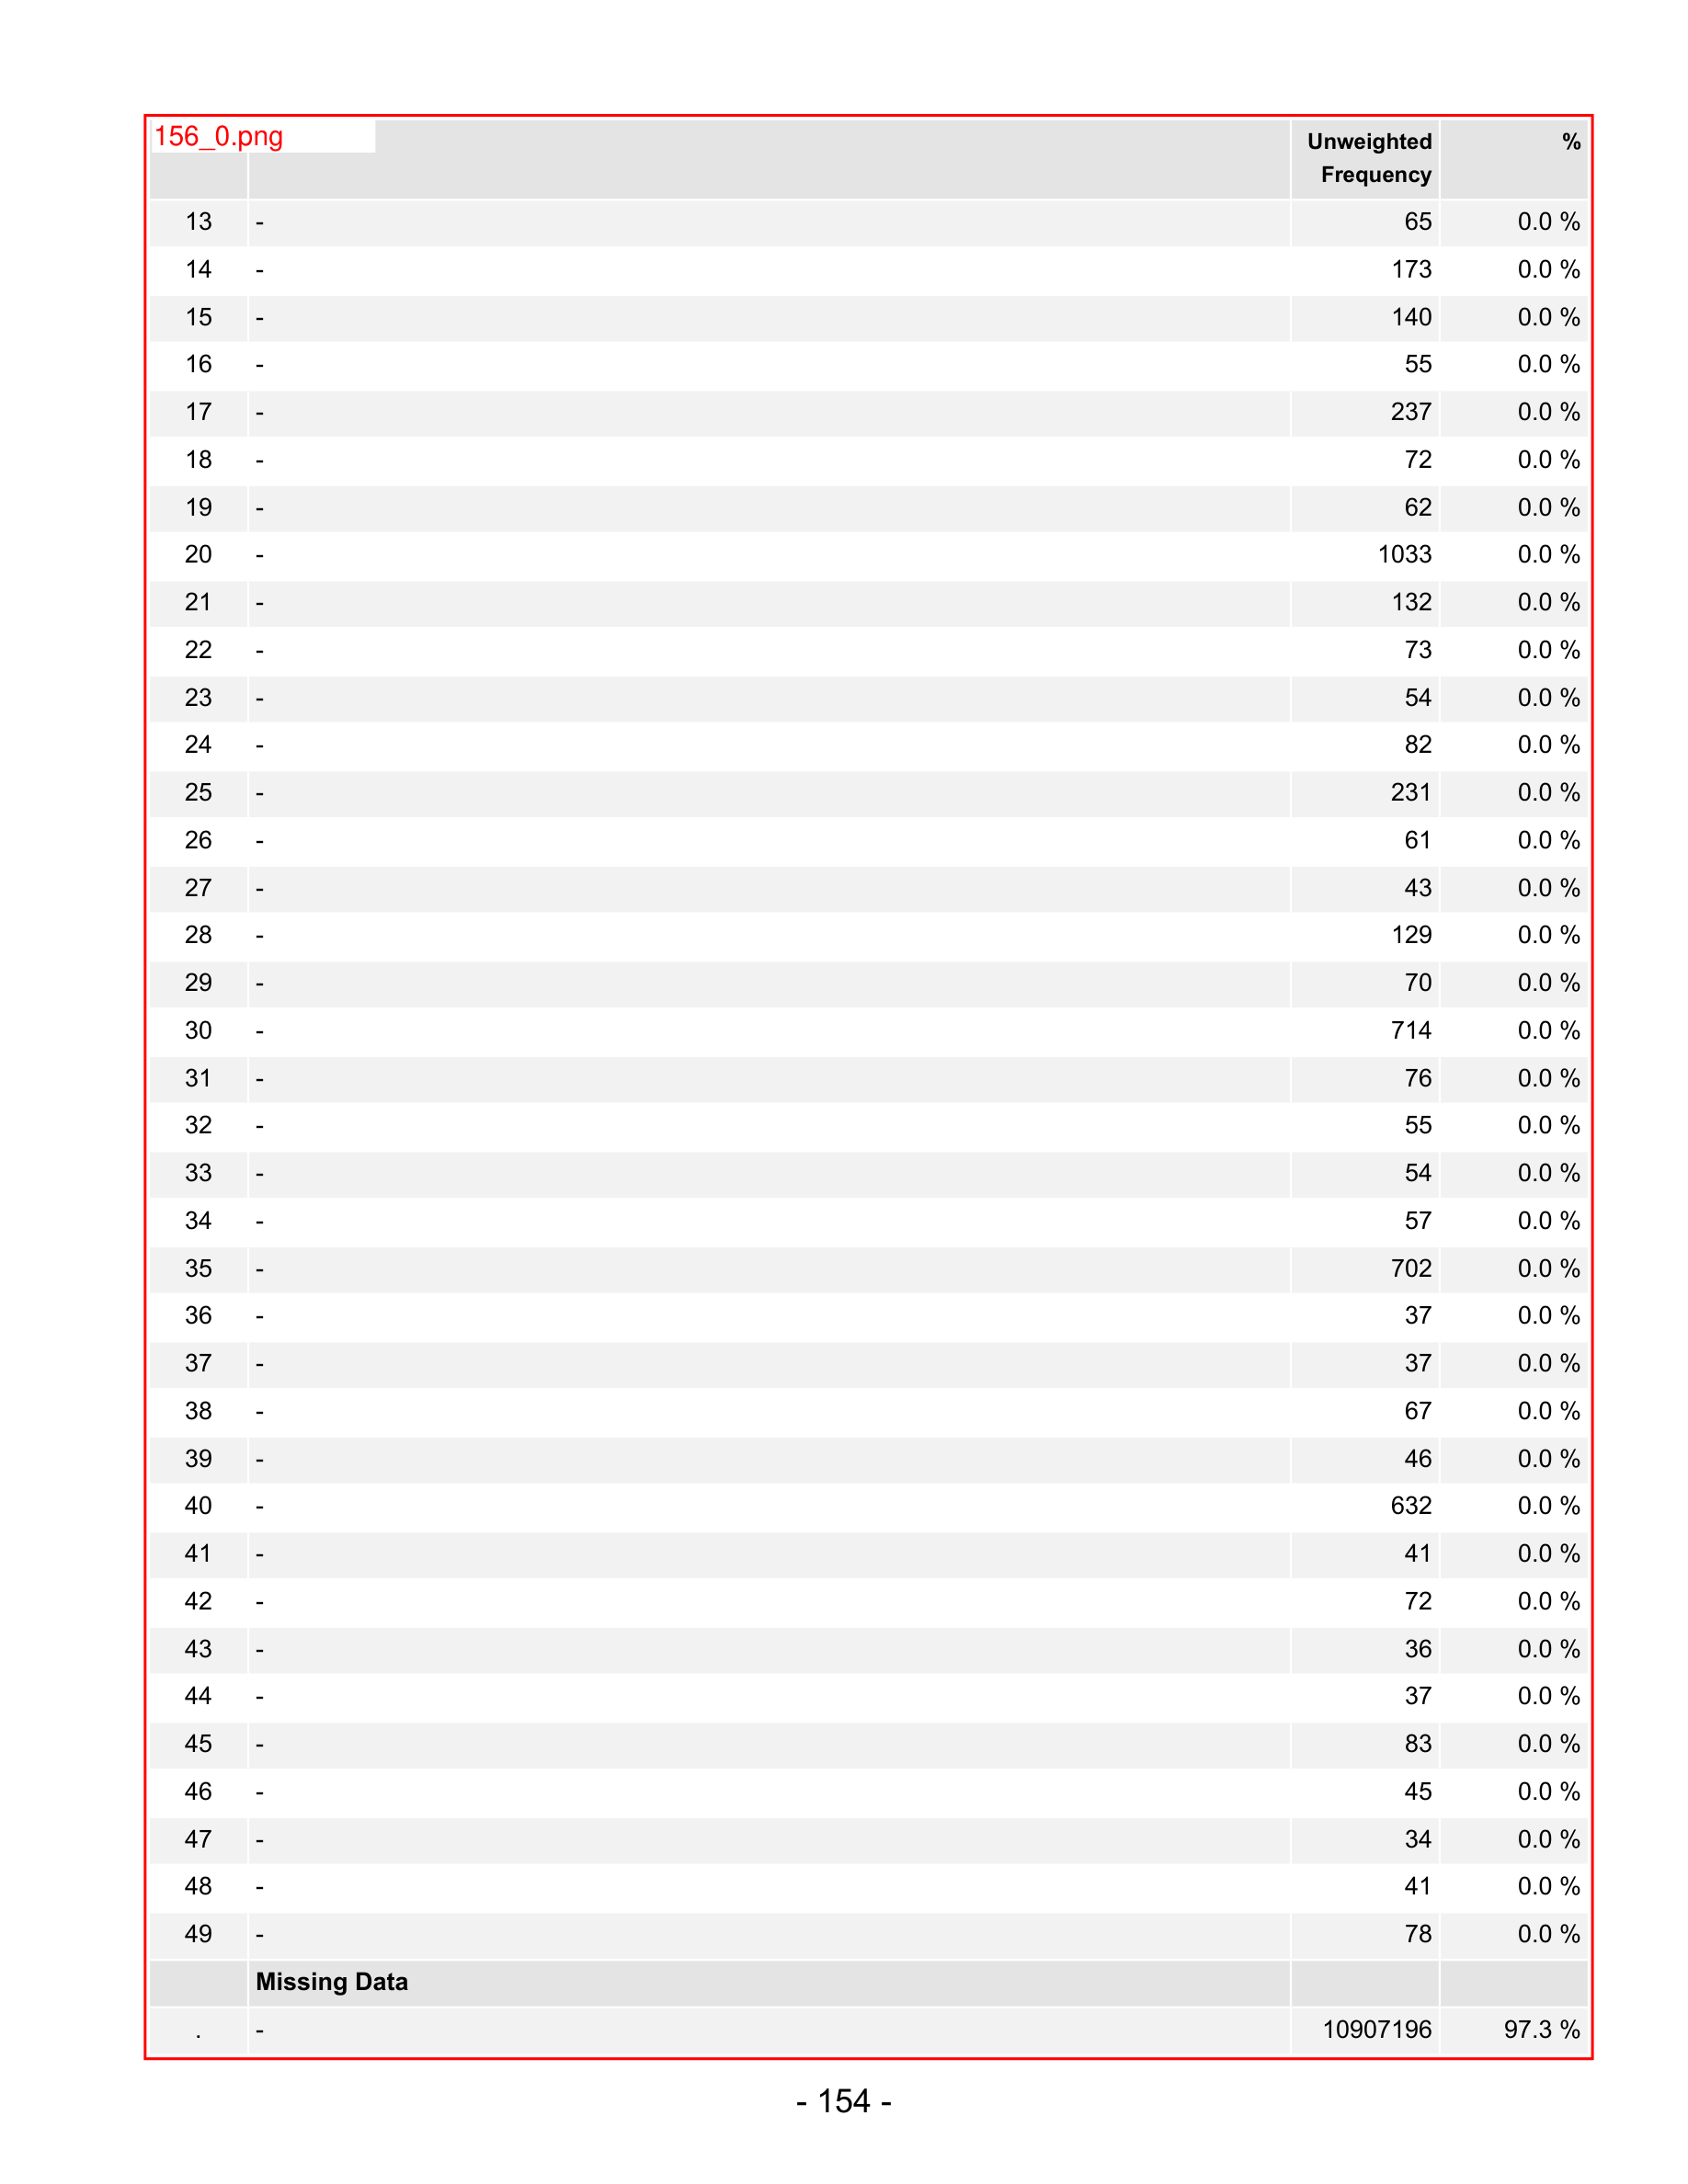 156_0.png
Unweighted Frequency %
13 - 65 0.0 %
14 - 173 0.0 %
15 - 140 0.0 %
16 - 55 0.0 %
17 - 237 0.0 %
18 - 72 0.0 %
19 - 62 0.0 %
20 - 1033 0.0 %
21 - 132 0.0 %
22 - 73 0.0 %
23 - 54 0.0 %
24 - 82 0.0 %
25 - 231 0.0 %
26 - 61 0.0 %
27 - 43 0.0 %
28 - 129 0.0 %
29 - 70 0.0 %
30 - 714 0.0 %
31 - 76 0.0 %
32 - 55 0.0 %
33 - 54 0.0 %
34 - 57 0.0 %
35 - 702 0.0 %
36 - 37 0.0 %
37 - 37 0.0 %
38 - 67 0.0 %
39 - 46 0.0 %
40 - 632 0.0 %
41 - 41 0.0 %
42 - 72 0.0 %
43 - 36 0.0 %
44 - 37 0.0 %
45 - 83 0.0 %
46 - 45 0.0 %
47 - 34 0.0 %
48 - 41 0.0 %
49 - 78 0.0 %
Missing Data
. - 10907196 97.3 %
- 154 -